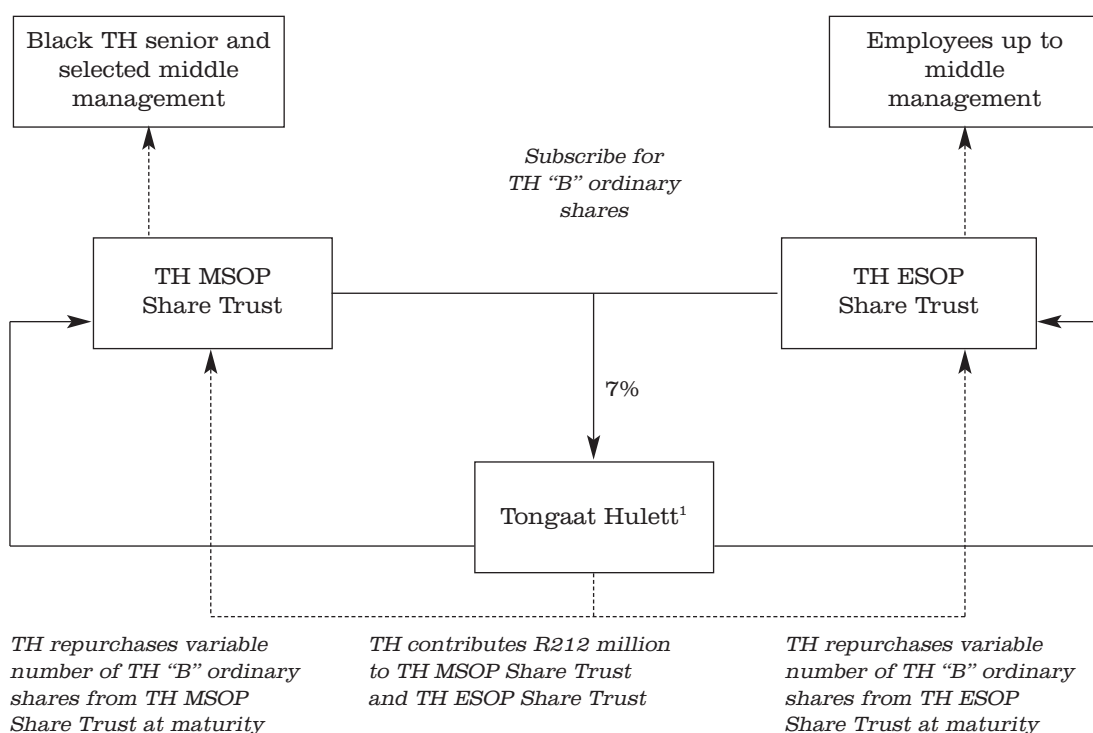 Black TH senior and
selected middle
management
Employees up to
middle
management
Subscribe for
TH “B” ordinary
shares
TH MSOP
Share Trust
TH ESOP
Share Trust
7%
Tongaat Hulett¹
TH repurchases variable
number of TH “B” ordinary
shares from TH MSOP
Share Trust at maturity
TH contributes R212 million
to TH MSOP Share Trust
and TH ESOP Share Trust
TH repurchases variable
number of TH “B” ordinary
shares from TH ESOP
Share Trust at maturity